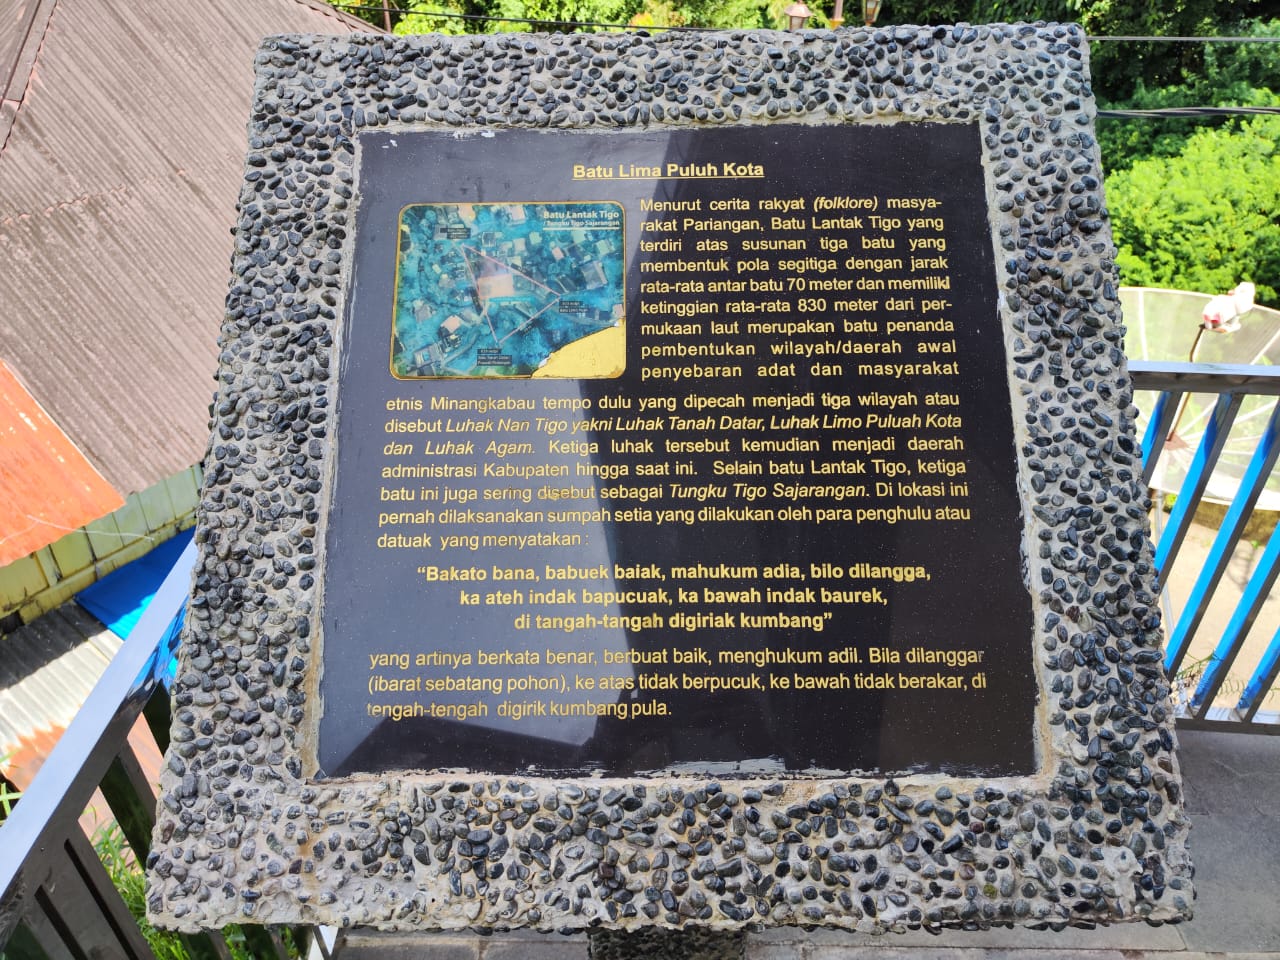 Batu Lima Puluh Kota
Batu Lantak Tigo
Tungku Tigo Sajarangan
Menurut cerita rakyat (folklore) masya-
rakat Pariangan, Batu Lantak Tigo yang
terdiri atas susunan tiga batu yang
membentuk pola segitiga dengan jarak
rata-rata antar batu 70 meter dan memiliki
ketinggian rata-rata 830 meter dari per-
mukaan laut merupakan batu penanda
pembentukan wilayah/daerah awal
penyebaran adat dan masyarakat
etnis Minangkabau tempo dulu yang dipecah menjadi tiga wilayah atau
disebut Luhak Nan Tigo yakni Luhak Tanah Datar, Luhak Limo Puluah Kota
dan Luhak Agam. Ketiga luhak tersebut kemudian menjadi daerah
administrasi Kabupaten hingga saat ini. Selain batu Lantak Tigo, ketiga
batu ini juga sering disebut sebagai Tungku Tigo Sajarangan. Di lokasi ini
pernah dilaksanakan sumpah setia yang dilakukan oleh para penghulu atau
datuak yang menyatakan :
“Bakato bana, babuek baiak, mahukum adia, bilo dilangga,
ka ateh indak bapucuak, ka bawah indak baurek,
di tangah-tangah digiriak kumbang”
yang artinya berkata benar, berbuat baik, menghukum adil. Bila dilanggar
(ibarat sebatang pohon), ke atas tidak berpucuk, ke bawah tidak berakar, di
tengah-tengah digirik kumbang pula.